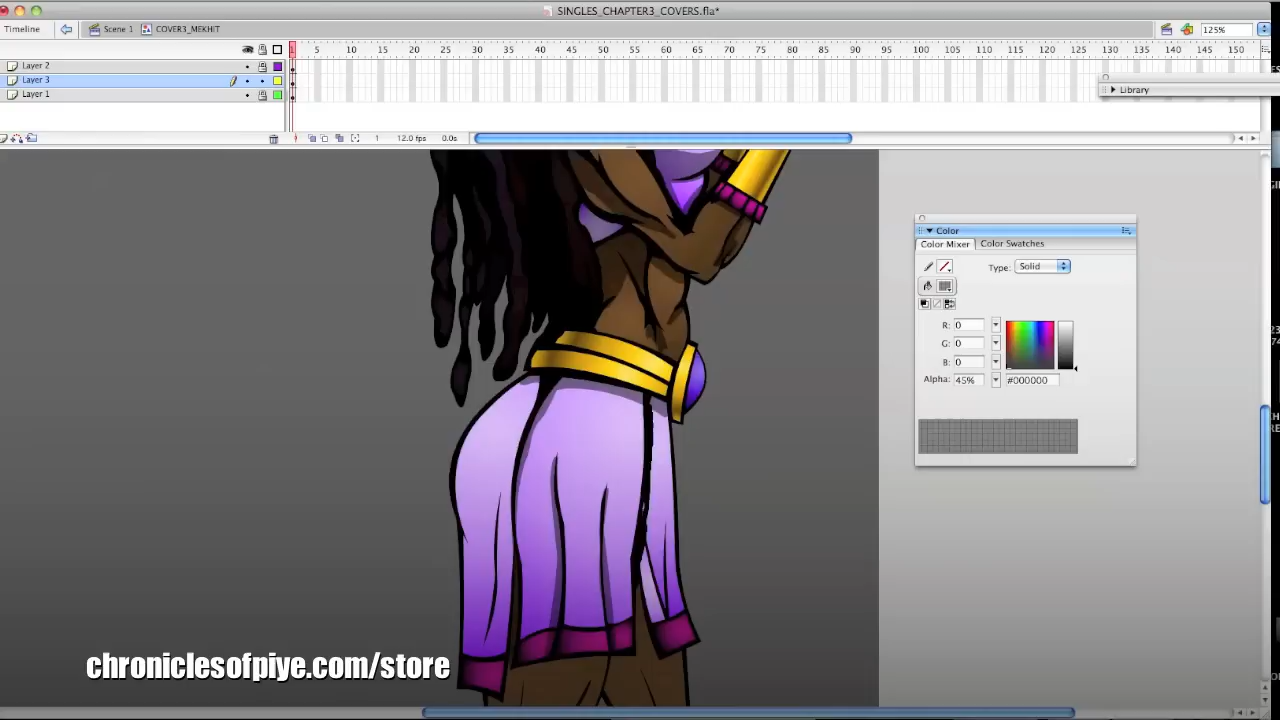 SINGLES_CHAPTER3_COVERS.fla*
Timeline Scene 1 COVER3_MEKHIT 125%
1 5 10 15 20 25 30 35 40 45 50 55 60 65 70 75 80 85 90 95 100 105 110 115 120 125 130 135 140 145 150
Layer 2
Layer 3
Layer 1
Library
1 12.0 fps 0.0s
Color
Color Mixer Color Swatches
Type: Solid
R: 0
G: 0
B: 0
Alpha: 45% #000000
chroniclesofpiye.com/store